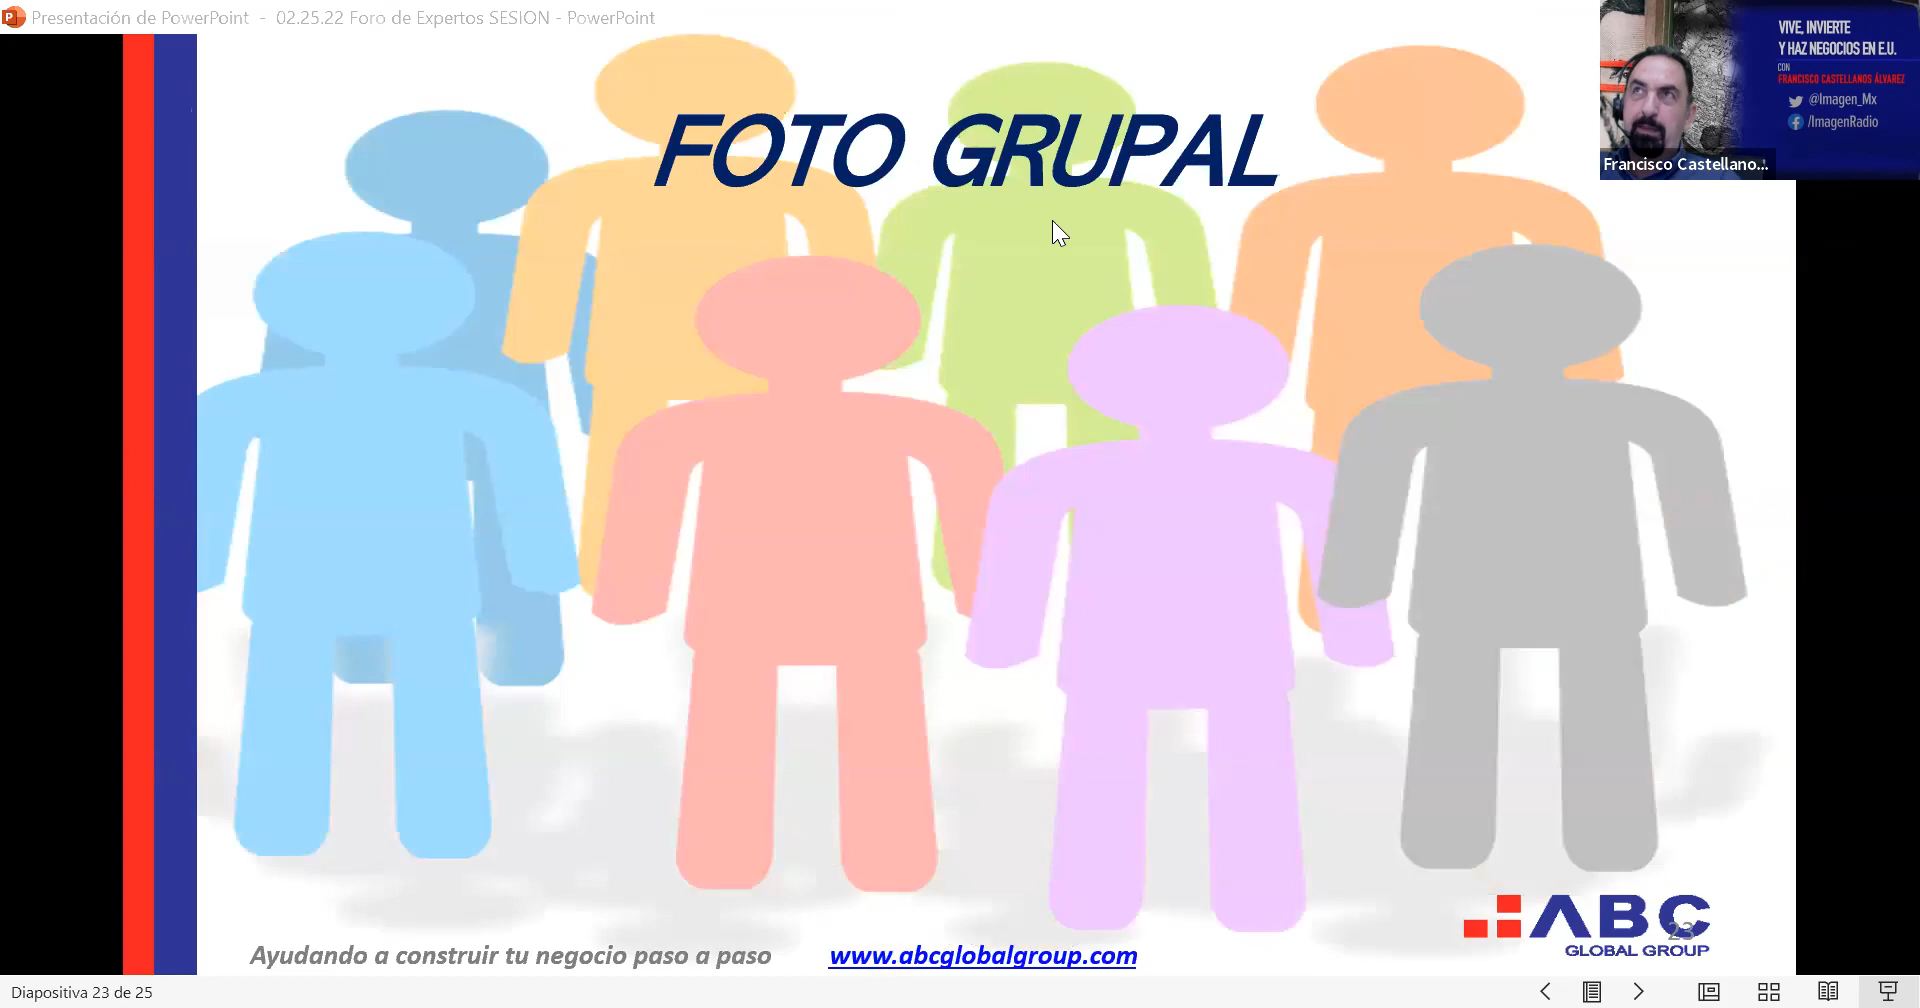 Presentación de PowerPoint - 02.25.22 Foro de Expertos SESION - PowerPoint
VIVE, INVIERTE
Y HAZ NEGOCIOS EN E.U.
CON
FRANCISCO CASTELLANOS ÁLVAREZ
@Imagen_Mx
/ImagenRadio
Francisco Castellano...
FOTO GRUPAL
ABC
23
GLOBAL GROUP
Ayudando a construir tu negocio paso a paso
www.abcglobalgroup.com
Diapositiva 23 de 25